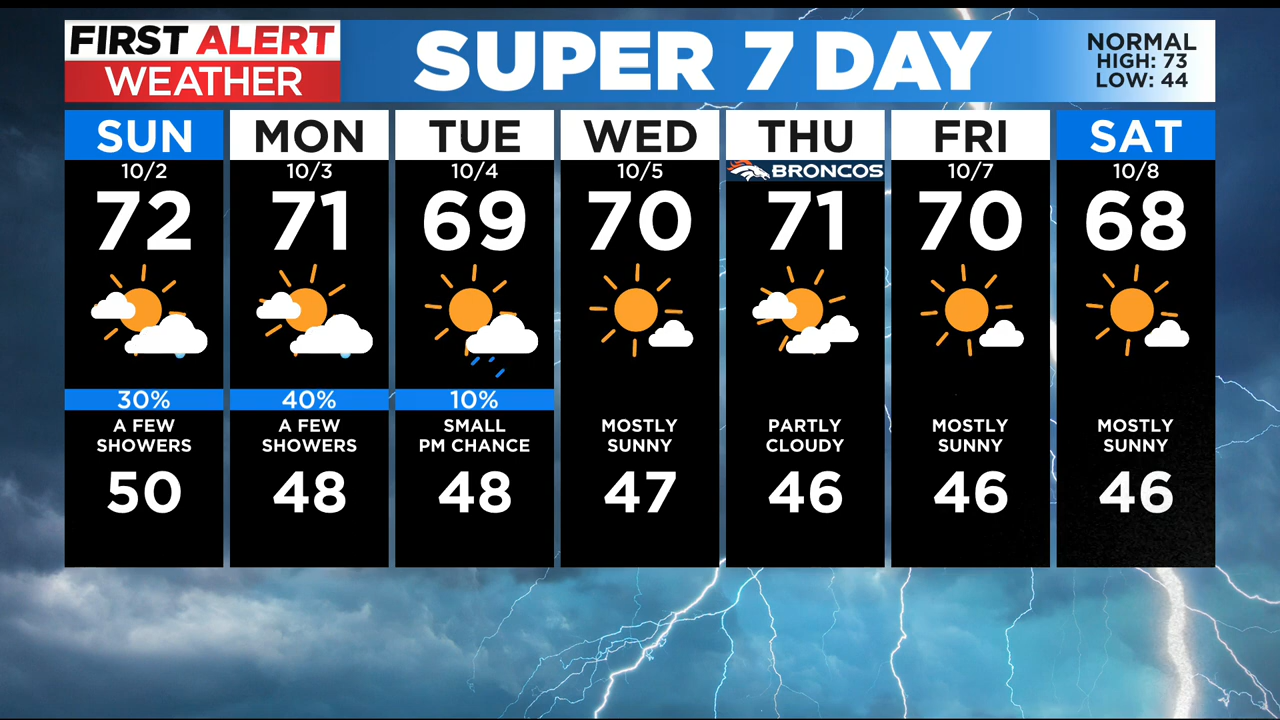 FIRST ALERT
WEATHER
SUPER 7 DAY
NORMAL
HIGH: 73
LOW: 44
SUN
10/2
72
30%
A FEW
SHOWERS
50
MON
10/3
71
40%
A FEW
SHOWERS
48
TUE
10/4
69
10%
SMALL
PM CHANCE
48
WED
10/5
70
MOSTLY
SUNNY
47
THU
BRONCOS
71
PARTLY
CLOUDY
46
FRI
10/7
70
MOSTLY
SUNNY
46
SAT
10/8
68
MOSTLY
SUNNY
46